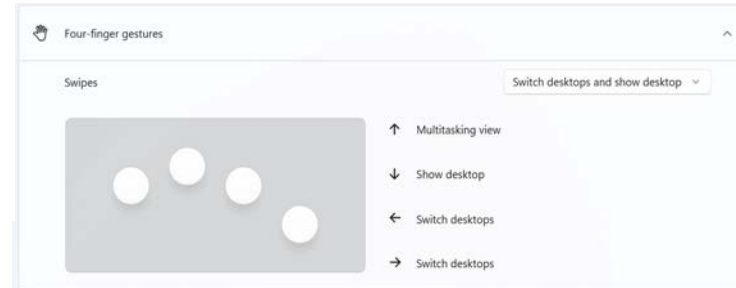 Four-finger gestures
Swipes
Switch desktops and show desktop
↑ Multitasking view
↓ Show desktop
← Switch desktops
→ Switch desktops